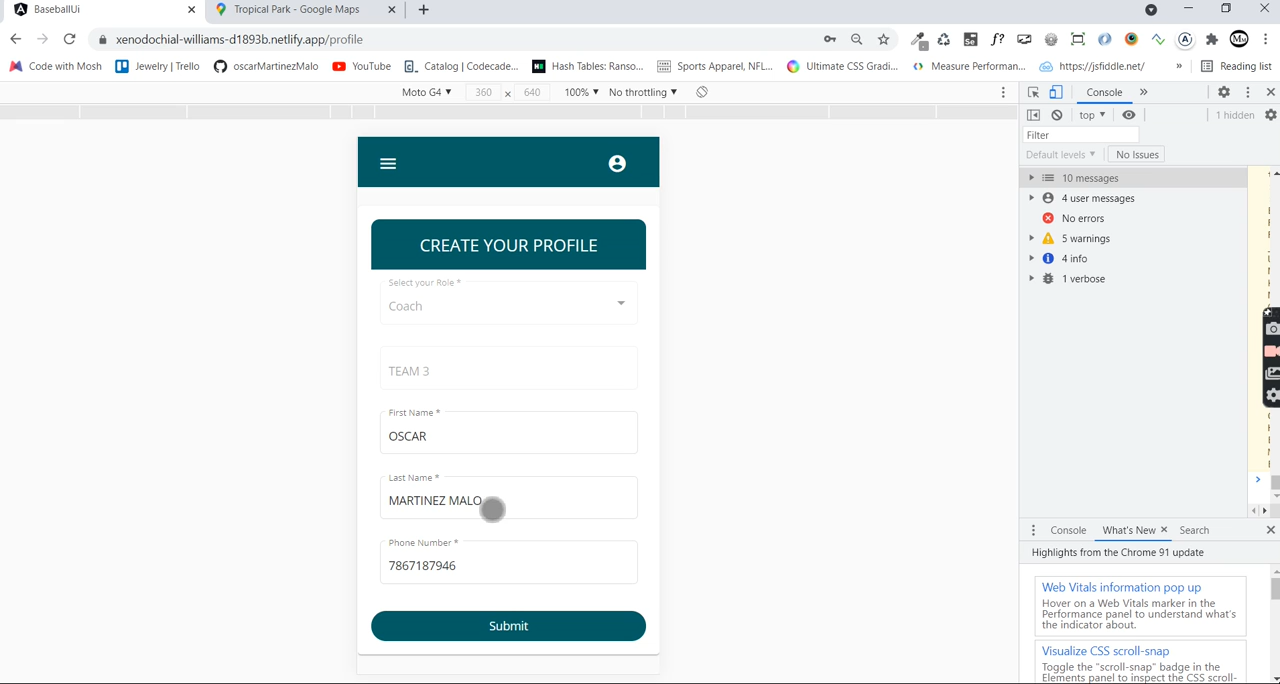 BaseballUi
Tropical Park - Google Maps
xenodochial-williams-d1893b.netlify.app/profile
Code with Mosh
Jewelry | Trello
oscarMartinezMalo
YouTube
Catalog | Codecade...
Hash Tables: Ranso...
Sports Apparel, NFL...
Ultimate CSS Gradi...
Measure Performan...
https://jsfiddle.net/
»
Reading list
Moto G4 ▼ 360 x 640 100% ▼ No throttling ▼
Console »
top ▼
1 hidden
Filter
Default levels ▼ No Issues
10 messages
4 user messages
No errors
5 warnings
4 info
1 verbose
CREATE YOUR PROFILE
Select your Role *
Coach
TEAM 3
First Name *
OSCAR
Last Name *
MARTINEZ MALO
Phone Number *
7867187946
Submit
Console What's New Search
Highlights from the Chrome 91 update
Web Vitals information pop up
Hover on a Web Vitals marker in the
Performance panel to understand what's
the indicator about.
Visualize CSS scroll-snap
Toggle the "scroll-snap" badge in the
Elements panel to inspect the CSS scroll-